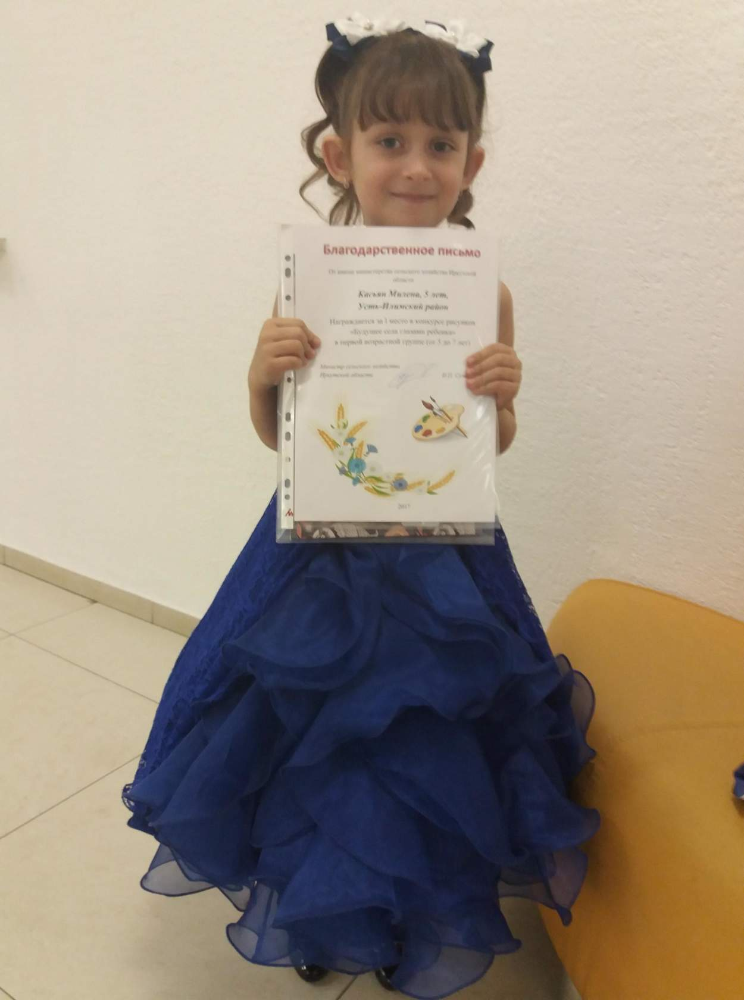 Благодарственное письмо
От имени министерства сельского хозяйства Иркутской
области
Касьян Милена, 5 лет,
Усть-Илимский район
Награждается за I место в конкурсе рисунков
«Будущее села глазами ребенка»
в первой возрастной группе (от 5 до 7 лет)
Министр сельского хозяйства
Иркутской области И.П.
2017